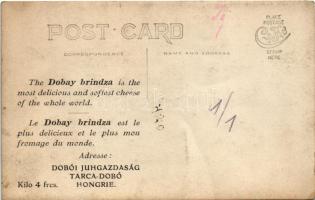 POST CARD
CORRESPONDENCE
NAME AND ADDRESS
PLACE
POSTAGE
STAMP
HERE
The Dobay brindza is the
most delicious and softest cheese
of the whole world.
Le Dobay brindza est le
plus delicieux et le plus mou
fromage du monde.
Adresse:
DOBÓI JUHGAZDASÁG
TARCA-DOBÓ
Kilo 4 frcs. HONGRIE.
1/1